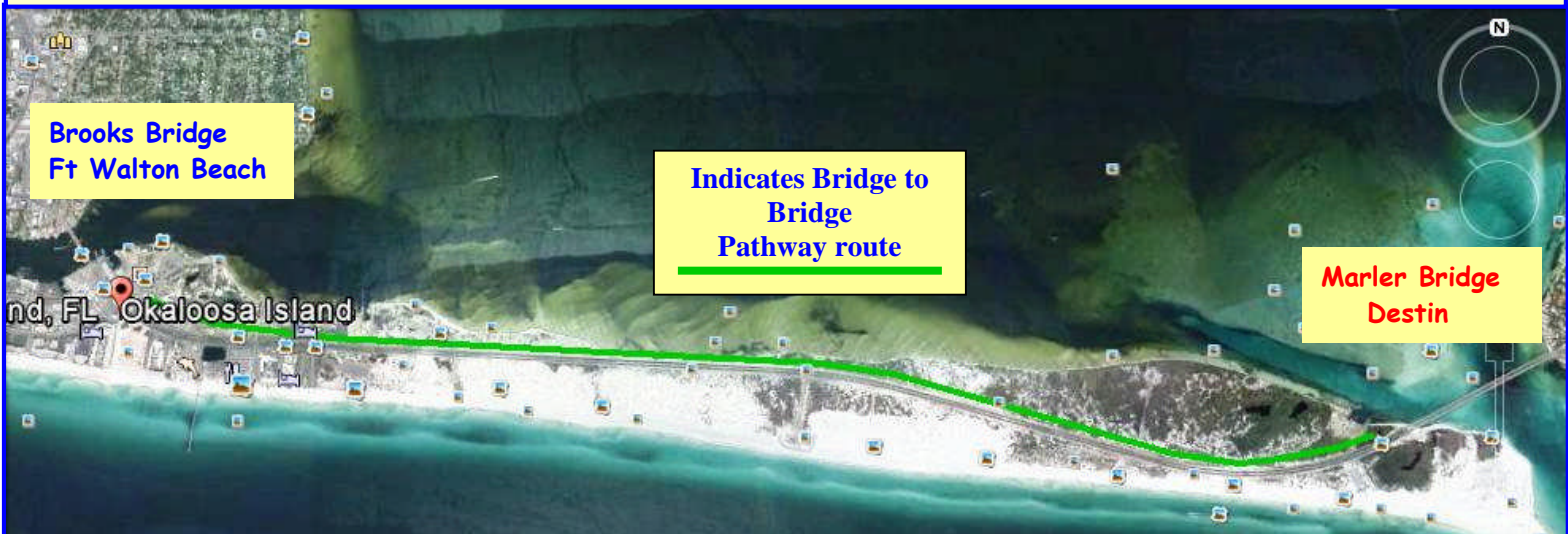 Brooks Bridge
Ft Walton Beach
Indicates Bridge to
Bridge
Pathway route
Marler Bridge
Destin
nd, FL Okaloosa Island
N